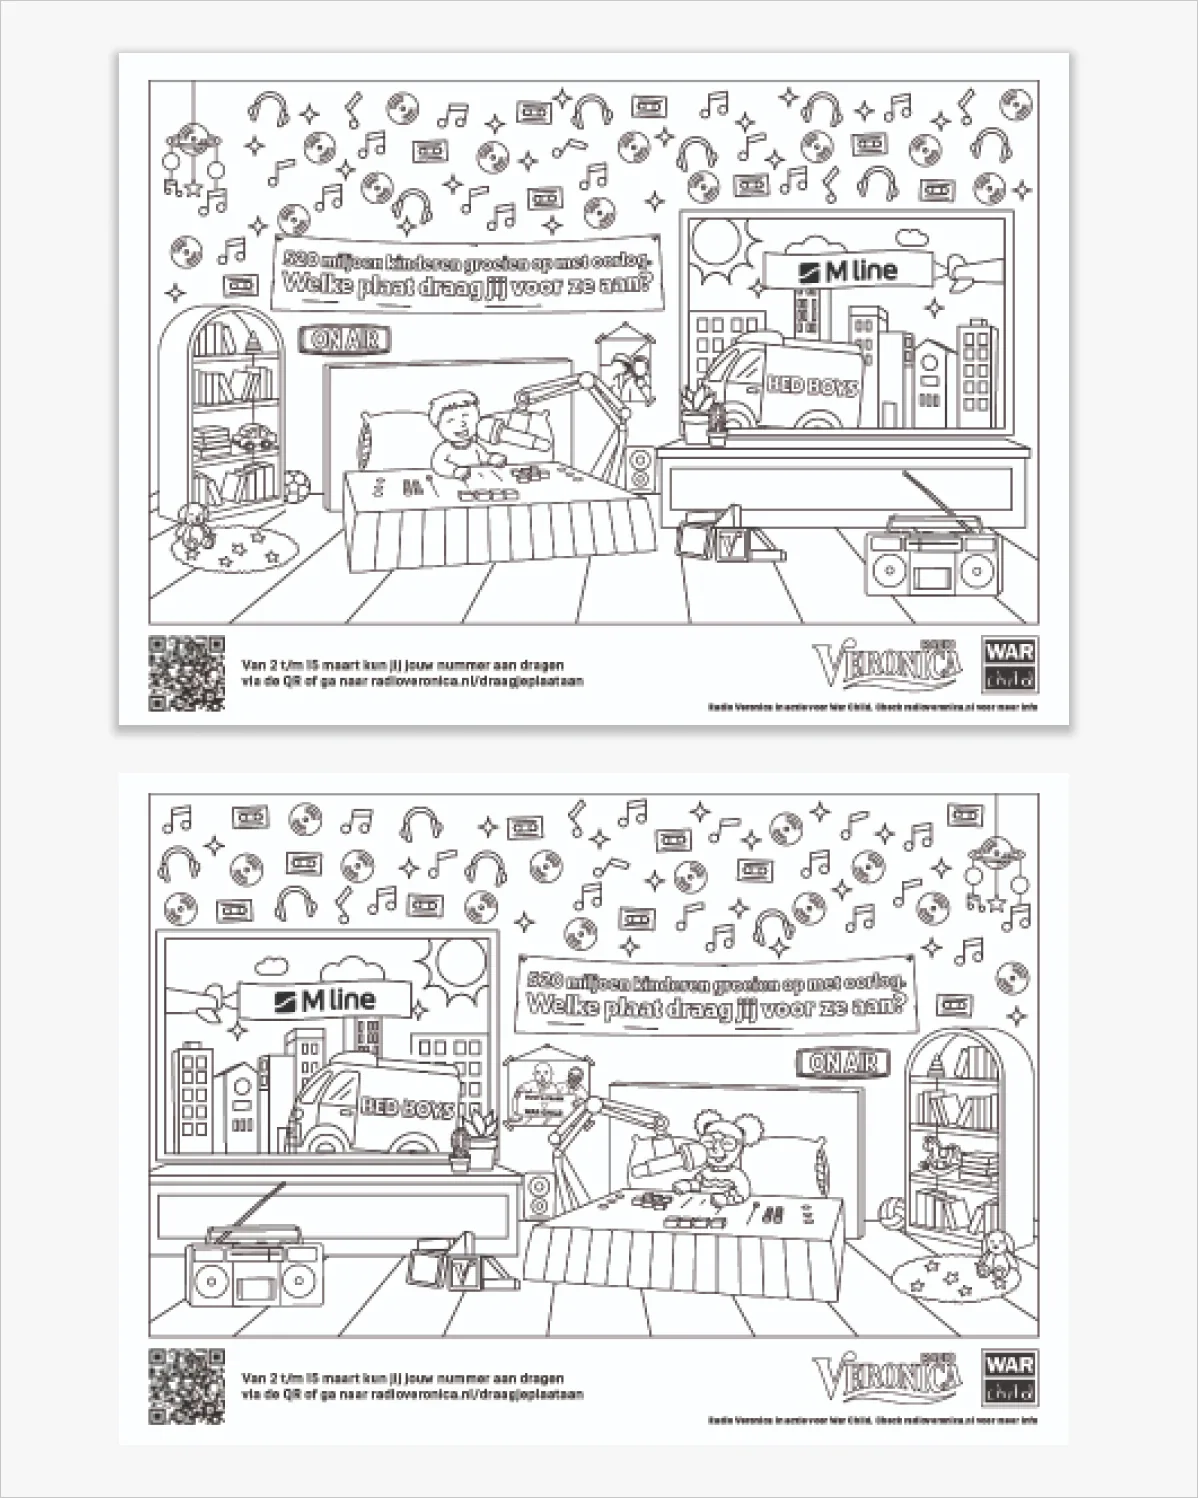 520 miljoen kinderen groeien op met oorlog.
Welke plaat draag jij voor ze aan?
M line
ON AIR
BED BOYS
V
Van 2 t/m 15 maart kun jij jouw nummer aan dragen
via de QR of ga naar radioveronica.nl/draagjeplaataan
RADIO
VERONICA
WAR
child
Radio Veronica in actie voor War Child. Check radioveronica.nl voor meer info
520 miljoen kinderen groeien op met oorlog.
Welke plaat draag jij voor ze aan?
M line
ON AIR
BED BOYS
WAR CHILD
V
Van 2 t/m 15 maart kun jij jouw nummer aan dragen
via de QR of ga naar radioveronica.nl/draagjeplaataan
RADIO
VERONICA
WAR
child
Radio Veronica in actie voor War Child. Check radioveronica.nl voor meer info